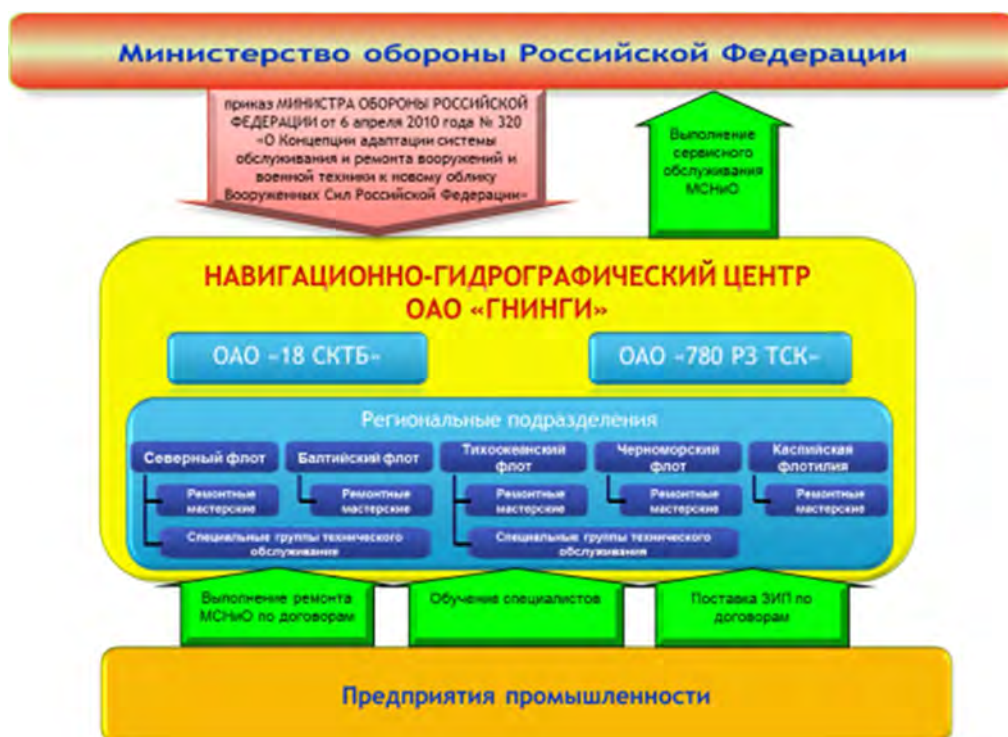 Министерство обороны Российской Федерации
приказ МИНИСТРА ОБОРОНЫ РОССИЙСКОЙ
ФЕДЕРАЦИИ от 6 апреля 2010 года № 320
«О Концепции адаптации системы
обслуживания и ремонта вооружений и
военной техники к новому облику
Вооруженных Сил Российской Федерации»
Выполнение
сервисного
обслуживания
МСНиО
НАВИГАЦИОННО-ГИДРОГРАФИЧЕСКИЙ ЦЕНТР
ОАО «ГНИНГИ»
ОАО «18 СКТБ»
ОАО «780 РЗ ТСК»
Региональные подразделения
Северный флот
Балтийский флот
Тихоокеанский
флот
Черноморский
флот
Каспийская
флотилия
Ремонтные
мастерские
Ремонтные
мастерские
Ремонтные
мастерские
Ремонтные
мастерские
Ремонтные
мастерские
Специальные группы технического
обслуживания
Специальные группы технического
обслуживания
Выполнение ремонта
МСНиО по договорам
Обучение специалистов
Поставка ЗИП по
договорам
Предприятия промышленности